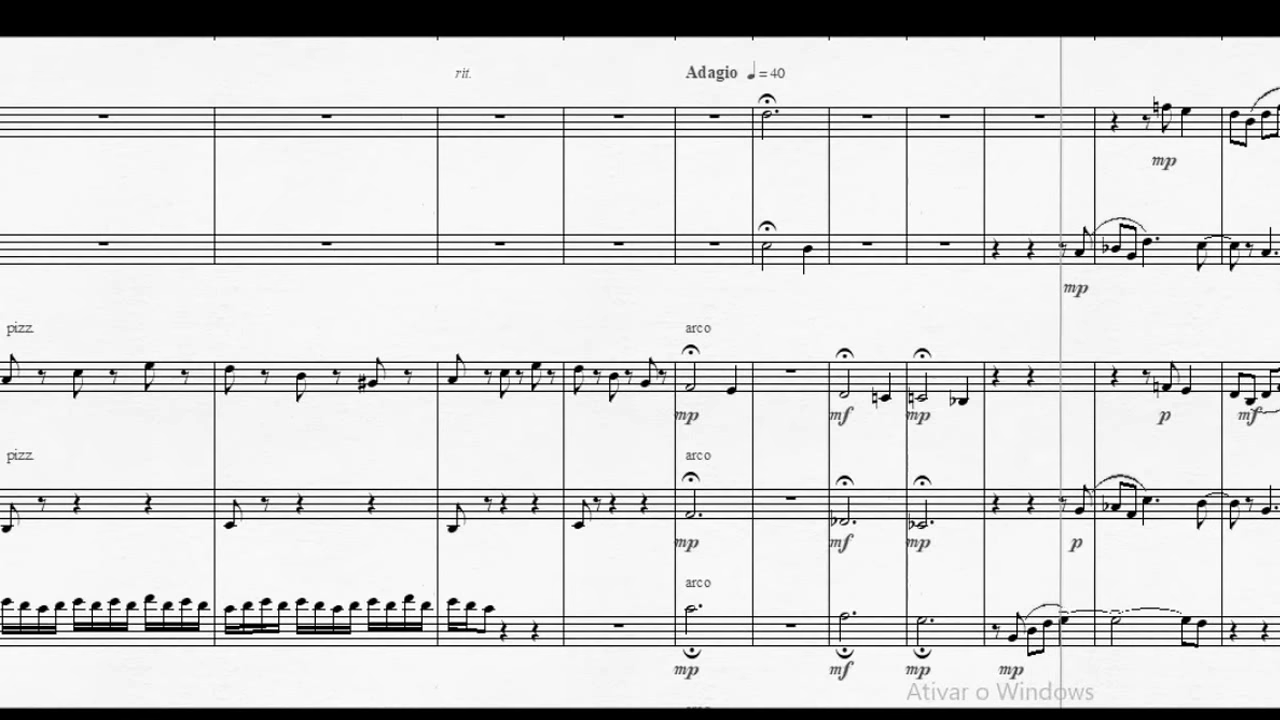 rit.
Adagio ♩ = 40
mp
mp
pizz.
arco
mp mf mp p mf
pizz.
arco
mp mf mp p
arco
mp mf mp mp
Ativar o Windows